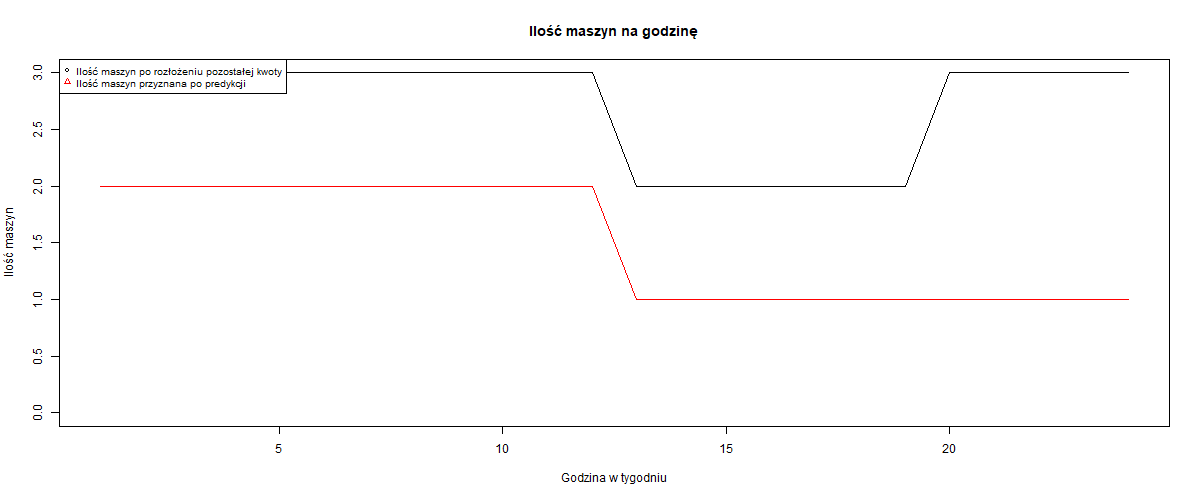 Ilość maszyn na godzinę
Ilość maszyn po rozłożeniu pozostałej kwoty
Ilość maszyn przyznana po predykcji
Ilość maszyn
3.0
2.5
2.0
1.5
1.0
0.5
0.0
5 10 15 20
Godzina w tygodniu